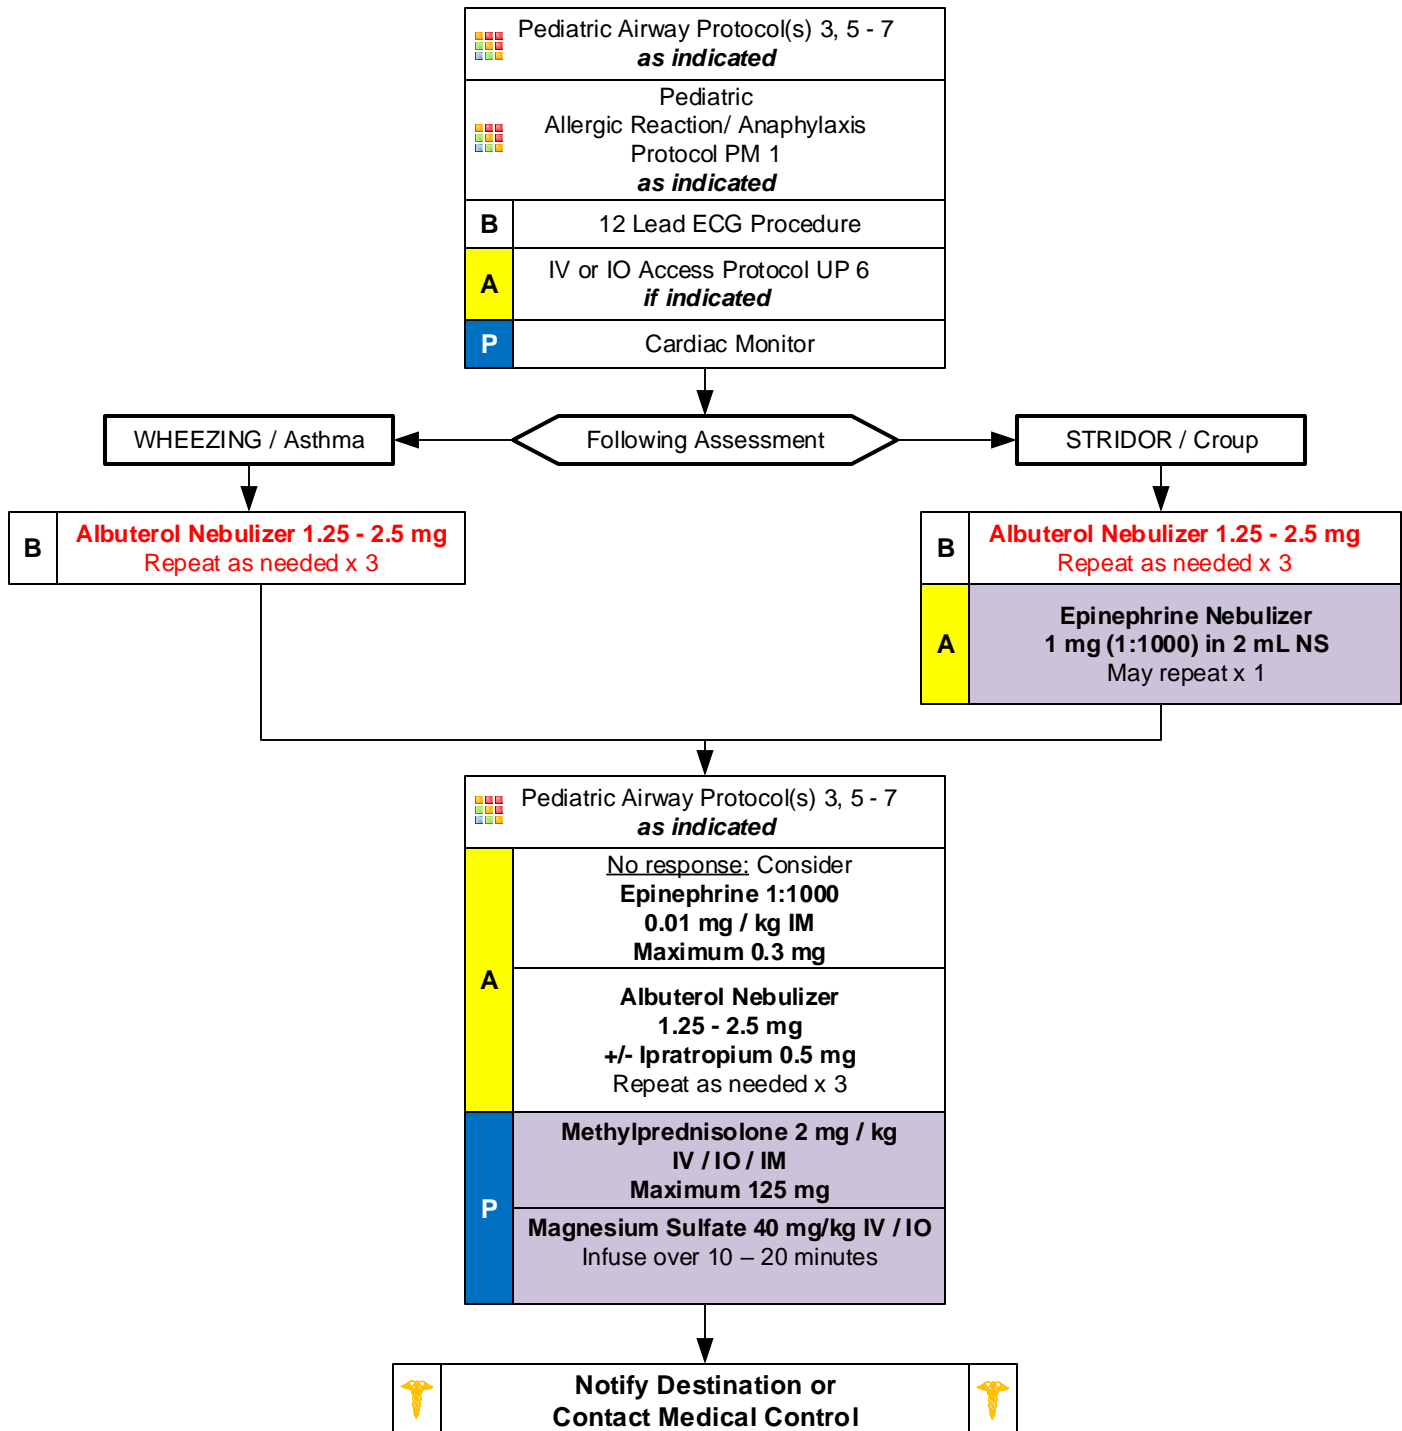 Pediatric Airway Protocol(s) 3, 5 - 7
as indicated
Pediatric
Allergic Reaction/ Anaphylaxis
Protocol PM 1
as indicated
B
12 Lead ECG Procedure
A
IV or IO Access Protocol UP 6
if indicated
P
Cardiac Monitor
WHEEZING / Asthma
Following Assessment
STRIDOR / Croup
B
Albuterol Nebulizer 1.25 - 2.5 mg
Repeat as needed x 3
B
Albuterol Nebulizer 1.25 - 2.5 mg
Repeat as needed x 3
A
Epinephrine Nebulizer
1 mg (1:1000) in 2 mL NS
May repeat x 1
Pediatric Airway Protocol(s) 3, 5 - 7
as indicated
A
No response: Consider
Epinephrine 1:1000
0.01 mg / kg IM
Maximum 0.3 mg
Albuterol Nebulizer
1.25 - 2.5 mg
+/- Ipratropium 0.5 mg
Repeat as needed x 3
P
Methylprednisolone 2 mg / kg
IV / IO / IM
Maximum 125 mg
Magnesium Sulfate 40 mg/kg IV / IO
Infuse over 10 – 20 minutes
Notify Destination or
Contact Medical Control